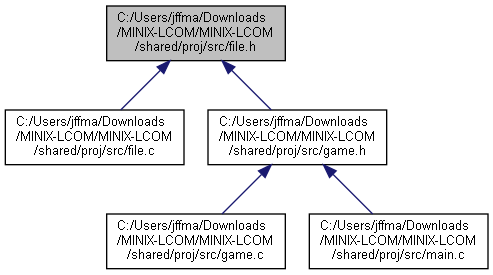 C:/Users/jffma/Downloads
/MINIX-LCOM/MINIX-LCOM
/shared/proj/src/file.h
C:/Users/jffma/Downloads
/MINIX-LCOM/MINIX-LCOM
/shared/proj/src/file.c
C:/Users/jffma/Downloads
/MINIX-LCOM/MINIX-LCOM
/shared/proj/src/game.h
C:/Users/jffma/Downloads
/MINIX-LCOM/MINIX-LCOM
/shared/proj/src/game.c
C:/Users/jffma/Downloads
/MINIX-LCOM/MINIX-LCOM
/shared/proj/src/main.c